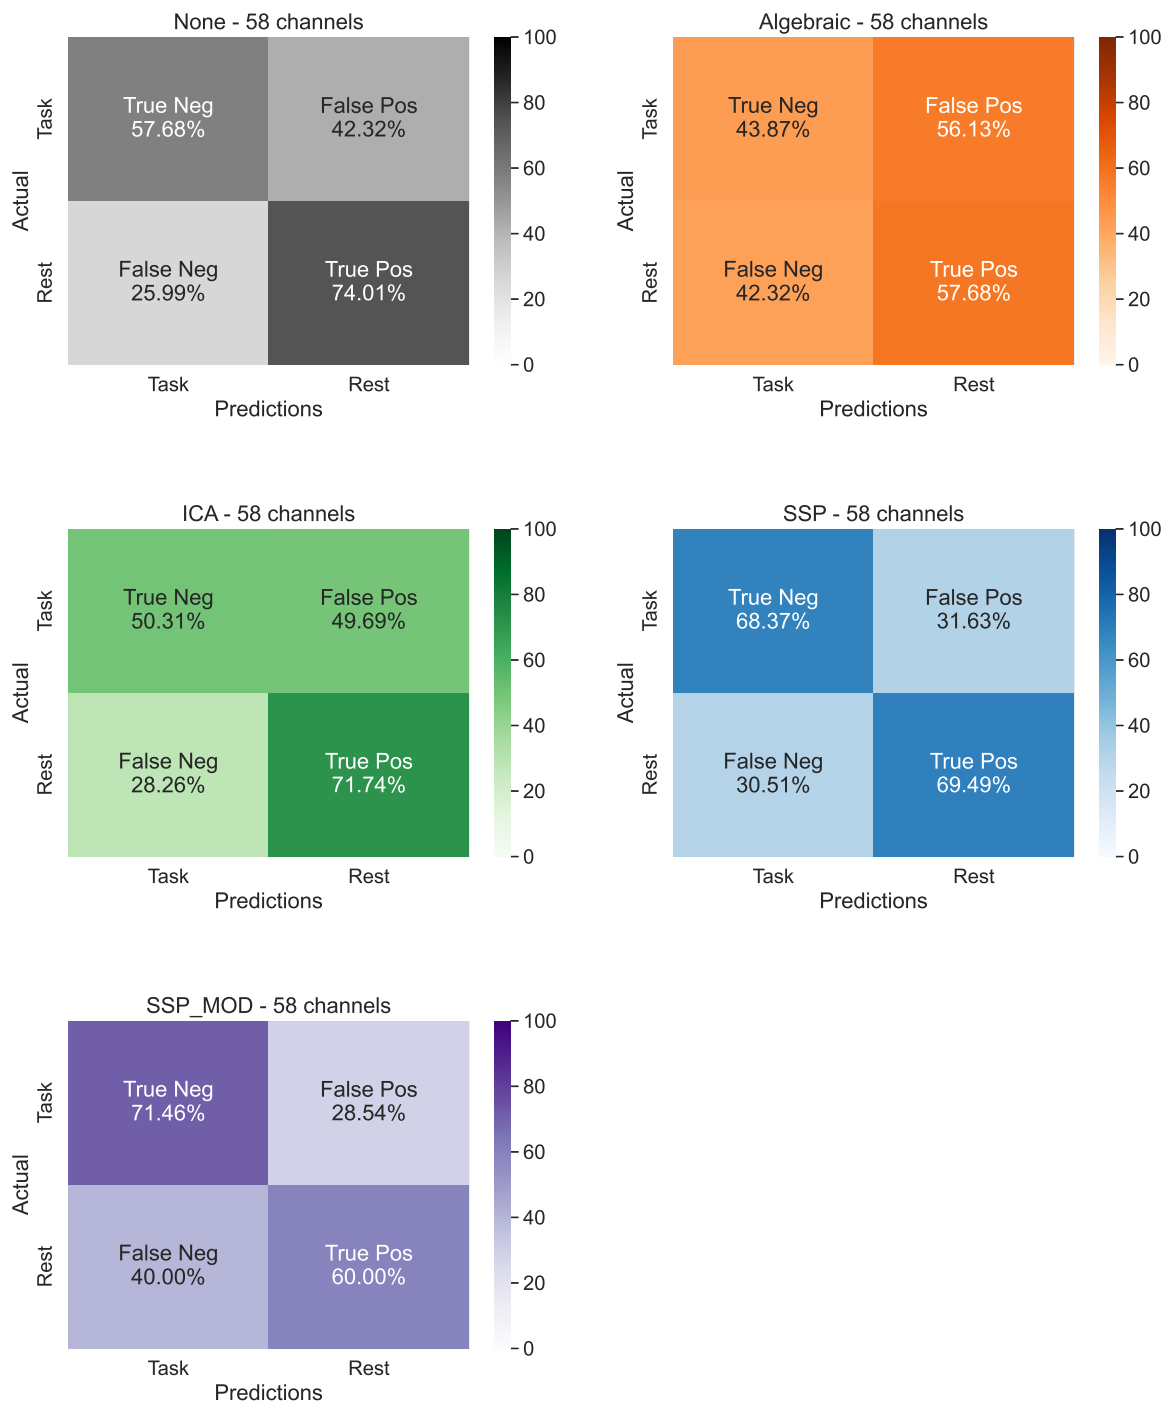 None - 58 channels
Task
Rest
Actual
True Neg
57.68%
False Pos
42.32%
False Neg
25.99%
True Pos
74.01%
Task
Rest
Predictions
100
80
60
40
20
0
Algebraic - 58 channels
Task
Rest
Actual
True Neg
43.87%
False Pos
56.13%
False Neg
42.32%
True Pos
57.68%
Task
Rest
Predictions
100
80
60
40
20
0
ICA - 58 channels
Task
Rest
Actual
True Neg
50.31%
False Pos
49.69%
False Neg
28.26%
True Pos
71.74%
Task
Rest
Predictions
100
80
60
40
20
0
SSP - 58 channels
Task
Rest
Actual
True Neg
68.37%
False Pos
31.63%
False Neg
30.51%
True Pos
69.49%
Task
Rest
Predictions
100
80
60
40
20
0
SSP_MOD - 58 channels
Task
Rest
Actual
True Neg
71.46%
False Pos
28.54%
False Neg
40.00%
True Pos
60.00%
Task
Rest
Predictions
100
80
60
40
20
0